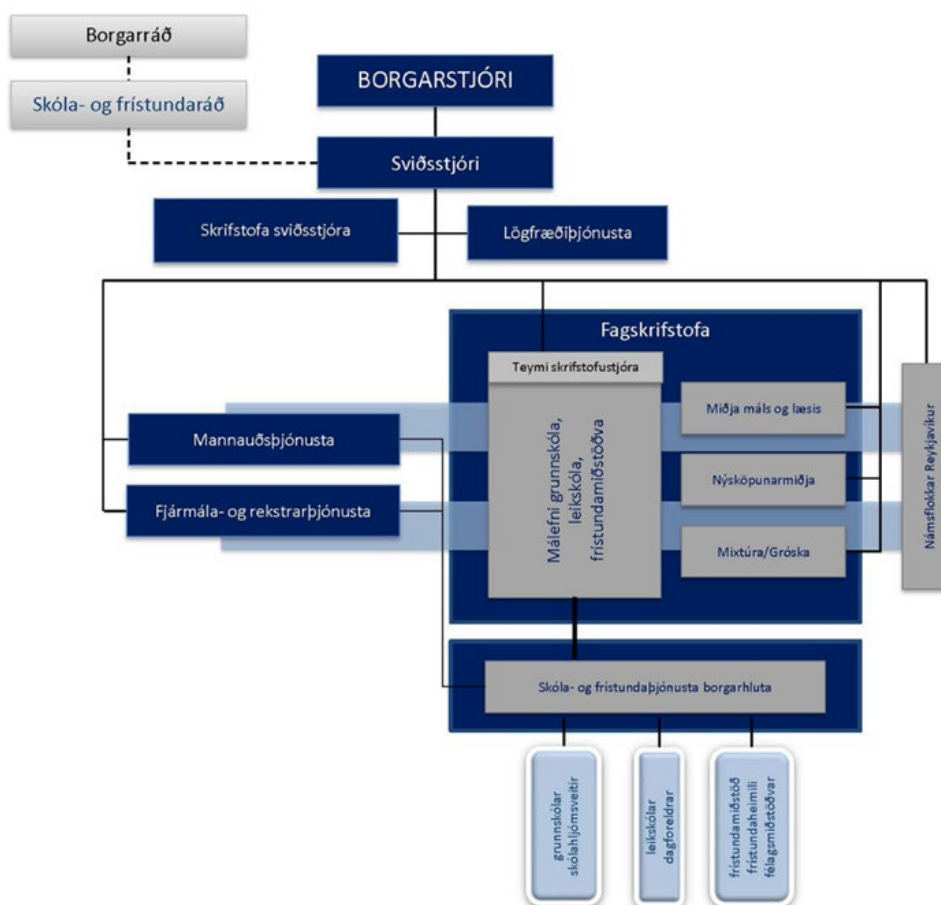 Borgarráð
BORGARSTJÓRI
Skóla- og frístundaráð
Sviðsstjóri
Skrifstofa sviðsstjóra
Lögfræðiþjónusta
Fagskrifstofa
Teymi skrifstofustjóra
Málefni grunnskóla,
leikskóla,
frístundamiðstöðva
Miðja máls og læsis
Nýsköpunarmiðja
Mixtúra/Gróska
Námsflokkar Reykjavíkur
Mannauðsþjónusta
Fjármála- og rekstrarþjónusta
Skóla- og frístundaþjónusta borgarhluta
grunnskólar
skólahljómsveitir
leikskólar
dagforeldrar
frístundamiðstöð
frístundaheimili
félagsmiðstöðvar